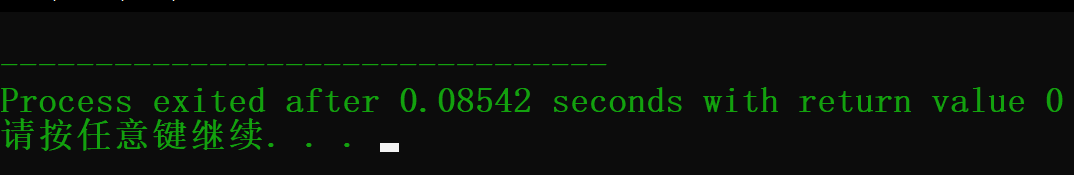 --------------------------------
Process exited after 0.08542 seconds with return value 0
请按任意键继续. . .